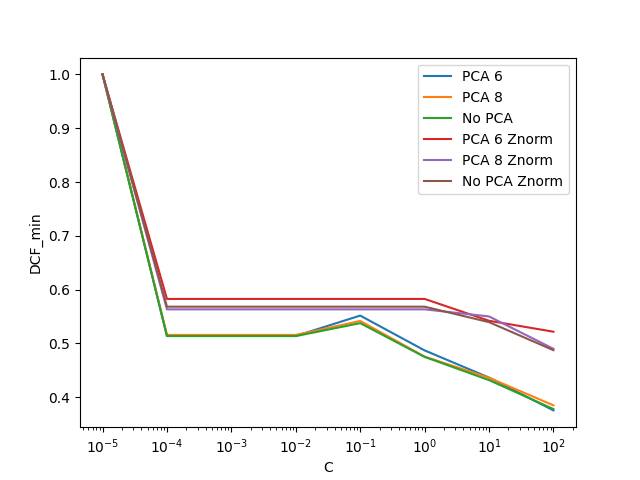 1.0
0.9
0.8
0.7
0.6
0.5
0.4
DCF_min
PCA 6
PCA 8
No PCA
PCA 6 Znorm
PCA 8 Znorm
No PCA Znorm
10⁻⁵ 10⁻⁴ 10⁻³ 10⁻² 10⁻¹ 10⁰ 10¹ 10²
C